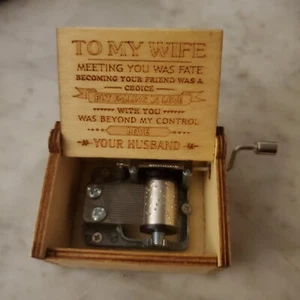 TO MY WIFE
MEETING YOU WAS FATE
BECOMING YOUR FRIEND WAS A
CHOICE
WITH YOU
WAS BEYOND MY CONTROL
YOUR HUSBAND